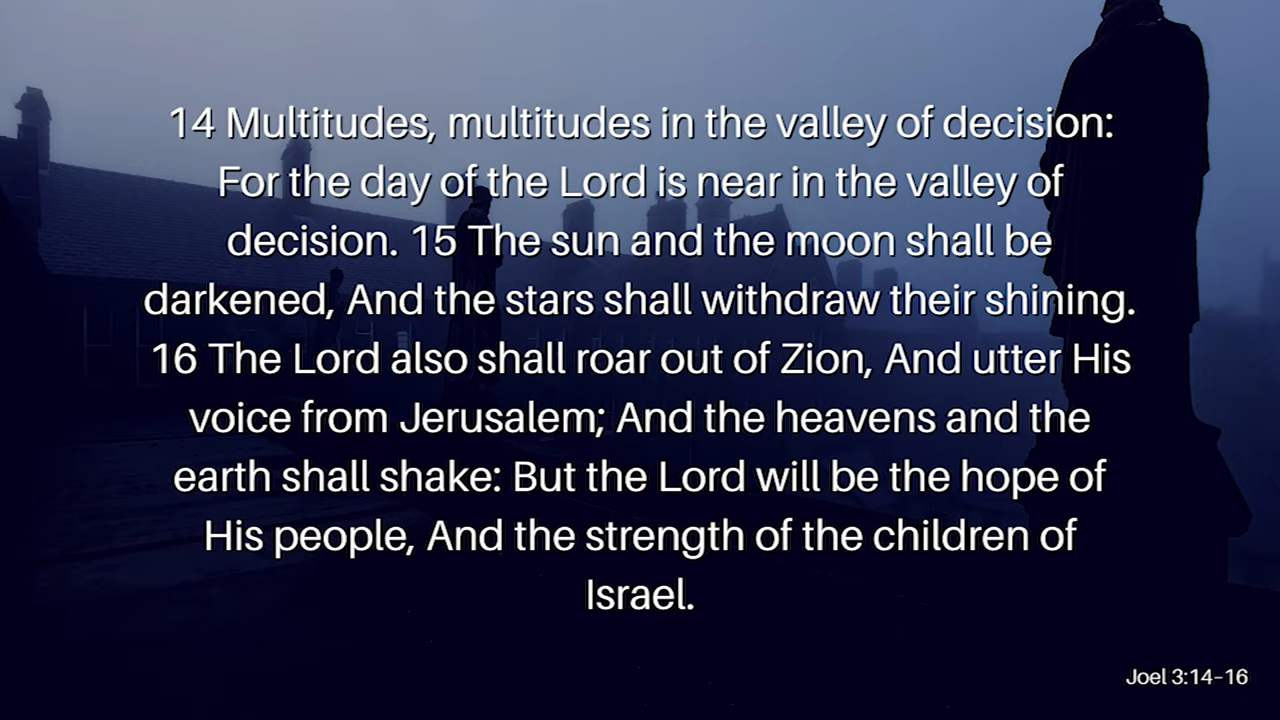 14 Multitudes, multitudes in the valley of decision:
For the day of the Lord is near in the valley of
decision. 15 The sun and the moon shall be
darkened, And the stars shall withdraw their shining.
16 The Lord also shall roar out of Zion, And utter His
voice from Jerusalem; And the heavens and the
earth shall shake: But the Lord will be the hope of
His people, And the strength of the children of
Israel.
Joel 3:14-16